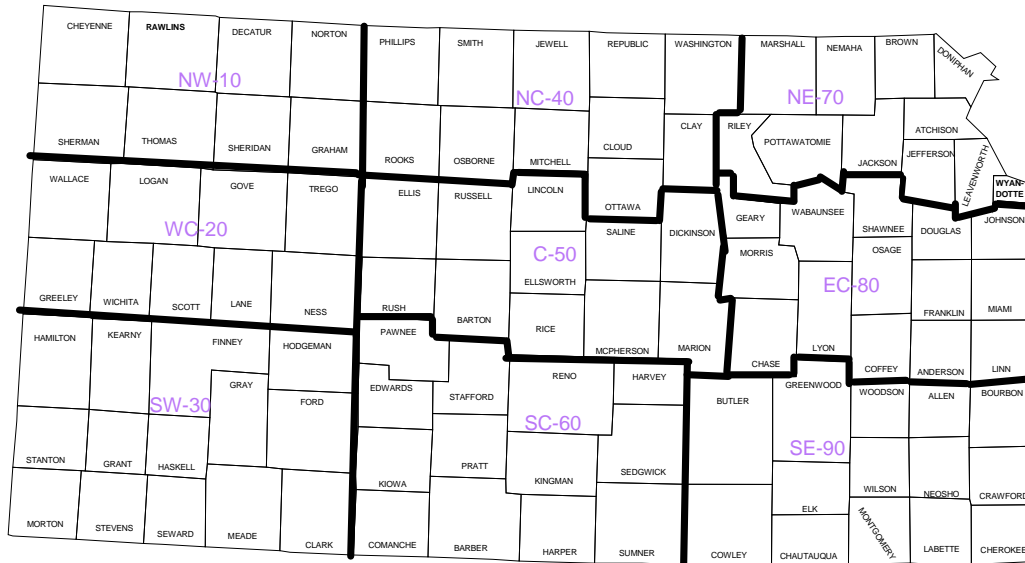 CHEYENNE
RAWLINS
DECATUR
NORTON
PHILLIPS
SMITH
JEWELL
REPUBLIC
WASHINGTON
MARSHALL
NEMAHA
BROWN
DONIPHAN
NW-10
NC-40
NE-70
SHERMAN
THOMAS
SHERIDAN
GRAHAM
ROOKS
OSBORNE
MITCHELL
CLOUD
CLAY
RILEY
POTTAWATOMIE
JACKSON
ATCHISON
JEFFERSON
LEAVENWORTH
WYAN-
DOTTE
WALLACE
LOGAN
GOVE
TREGO
ELLIS
RUSSELL
LINCOLN
OTTAWA
SALINE
DICKINSON
GEARY
WABAUNSEE
SHAWNEE
DOUGLAS
JOHNSON
WC-20
C-50
EC-80
MORRIS
OSAGE
ELLSWORTH
GREELEY
WICHITA
SCOTT
LANE
NESS
RUSH
BARTON
RICE
MCPHERSON
MARION
CHASE
LYON
COFFEY
FRANKLIN
MIAMI
ANDERSON
LINN
HAMILTON
KEARNY
FINNEY
HODGEMAN
PAWNEE
GRAY
FORD
EDWARDS
STAFFORD
RENO
HARVEY
BUTLER
GREENWOOD
WOODSON
ALLEN
BOURBON
SW-30
SC-60
SE-90
STANTON
GRANT
HASKELL
KIOWA
PRATT
KINGMAN
SEDGWICK
ELK
WILSON
NEOSHO
CRAWFORD
MORTON
STEVENS
SEWARD
MEADE
CLARK
COMANCHE
BARBER
HARPER
SUMNER
COWLEY
CHAUTAUQUA
MONTGOMERY
LABETTE
CHEROKEE